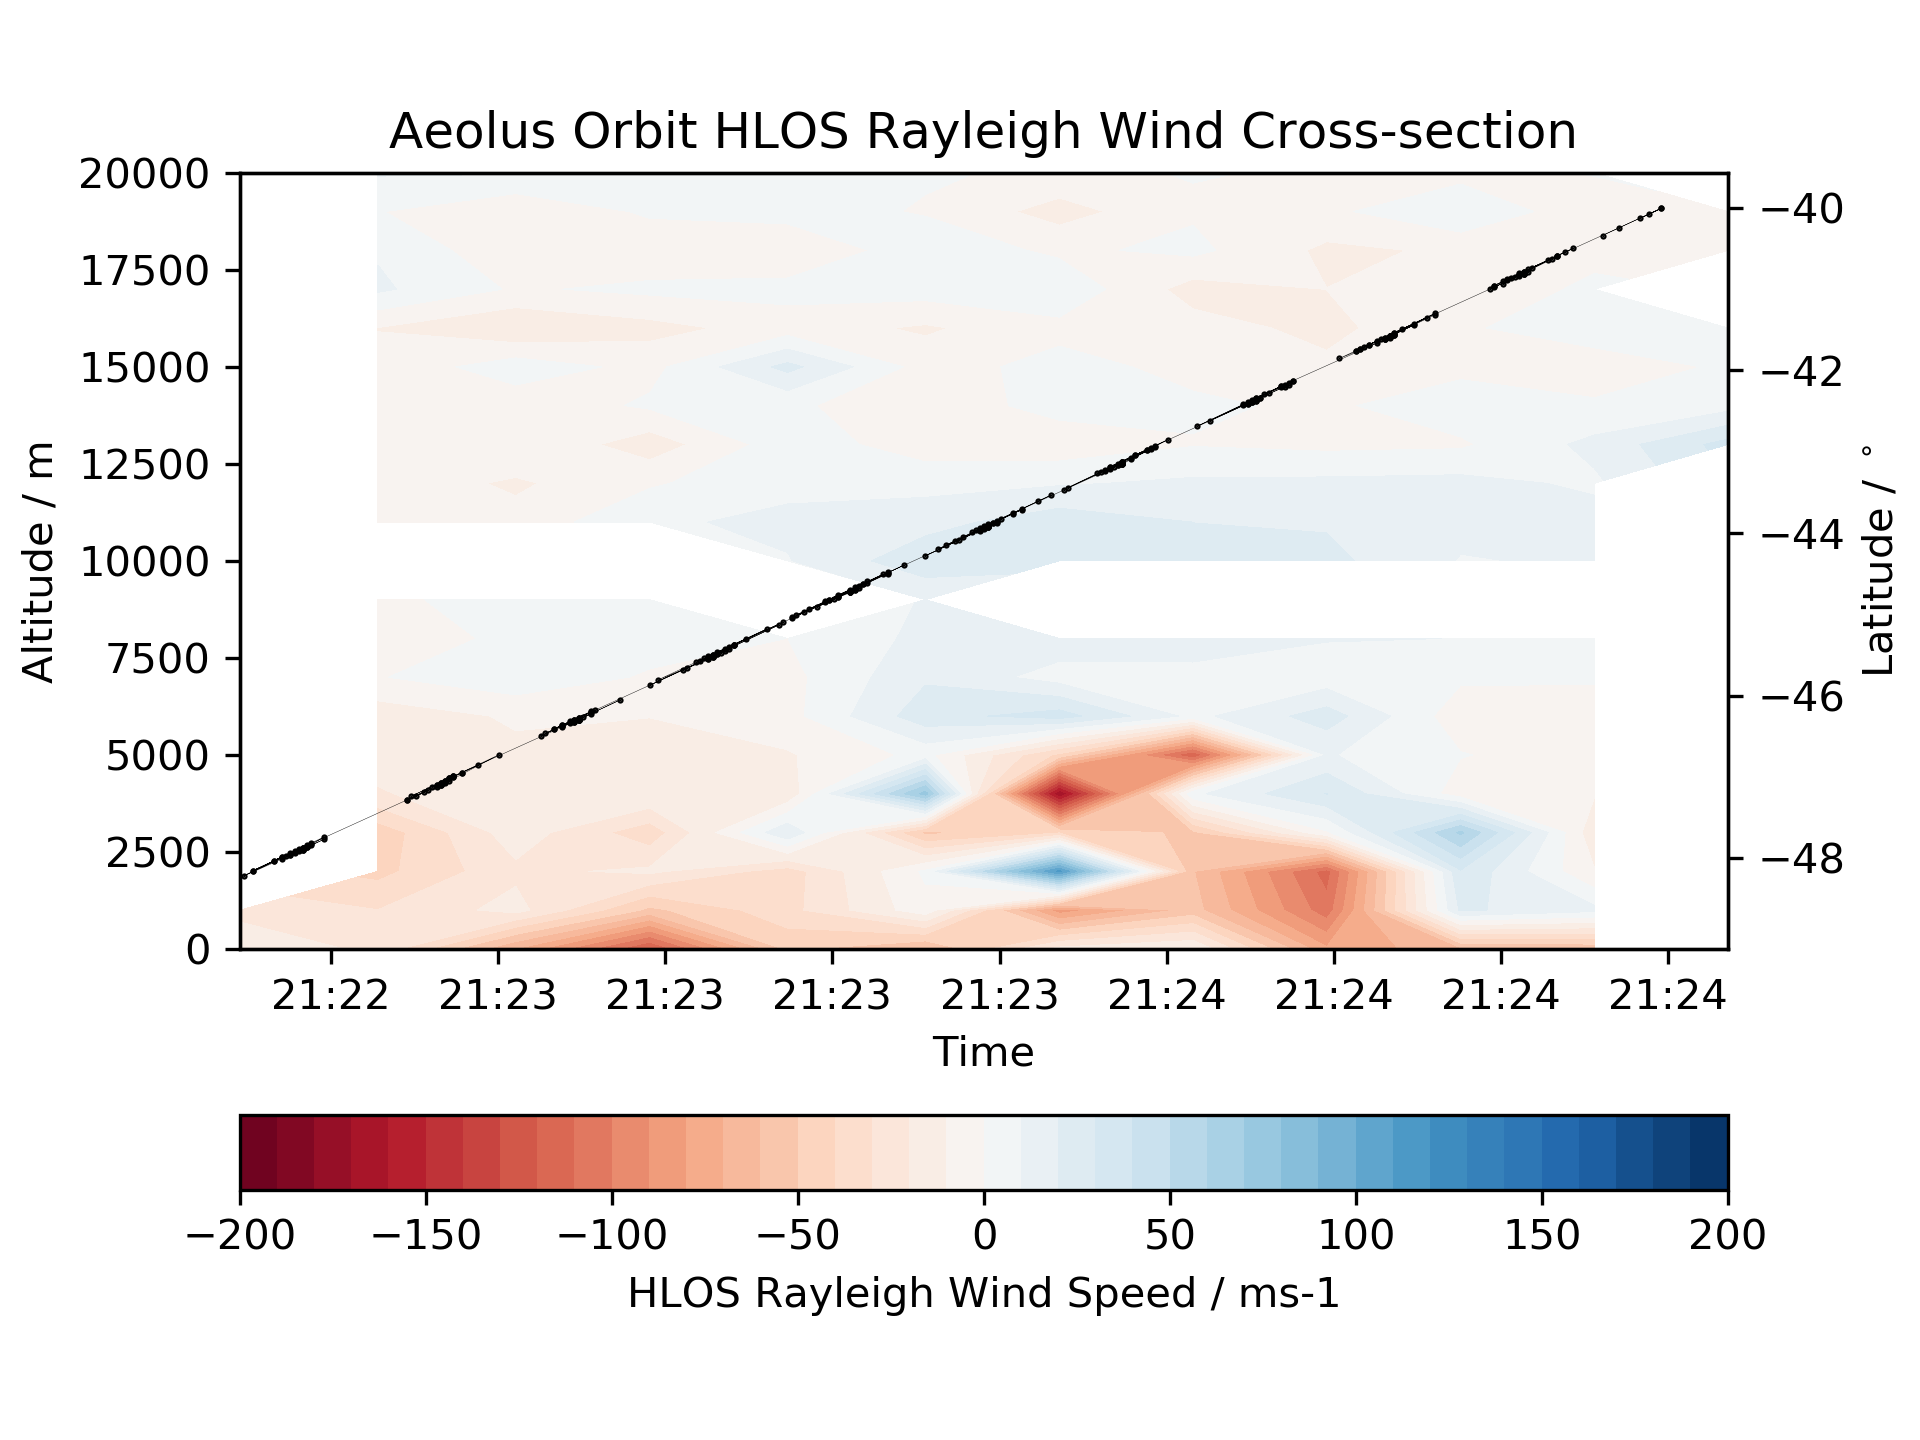 Aeolus Orbit HLOS Rayleigh Wind Cross-section
20000
17500
15000
12500
10000
7500
5000
2500
0
Altitude / m
−40
−42
−44
−46
−48
Latitude / °
21:22 21:23 21:23 21:23 21:23 21:24 21:24 21:24 21:24
Time
−200 −150 −100 −50 0 50 100 150 200
HLOS Rayleigh Wind Speed / ms-1